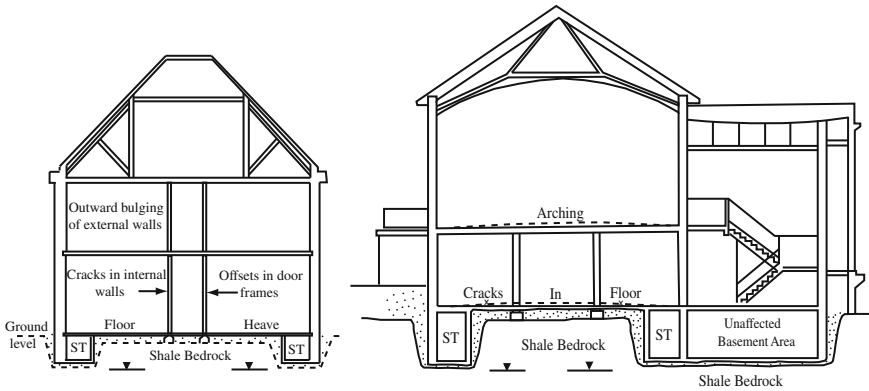 Outward bulging
of external walls
Cracks in internal
walls
Offsets in door
frames
Ground
level
Floor
Heave
ST
ST
Shale Bedrock
Arching
Cracks
In
Floor
ST
ST
Unaffected
Basement Area
Shale Bedrock
Shale Bedrock